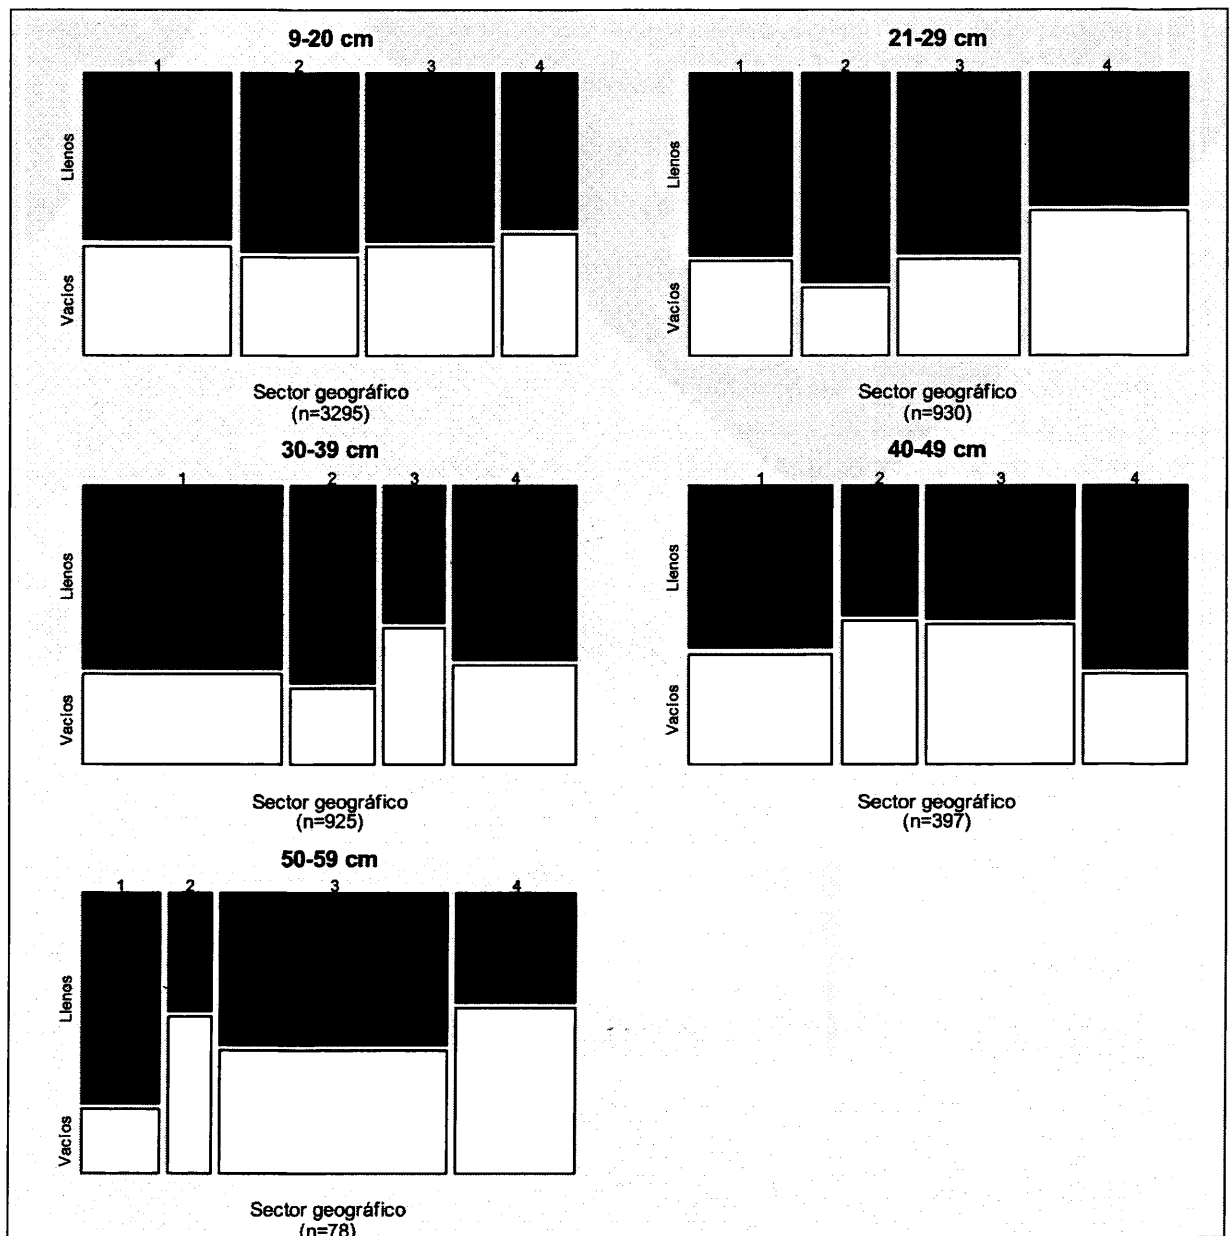 9-20 cm
1 2 3 4
Llenos
Vacíos
Sector geográfico
(n=3295)
21-29 cm
1 2 3 4
Llenos
Vacíos
Sector geográfico
(n=930)
30-39 cm
1 2 3 4
Llenos
Vacíos
Sector geográfico
(n=925)
40-49 cm
1 2 3 4
Llenos
Vacíos
Sector geográfico
(n=397)
50-59 cm
1 2 3 4
Llenos
Vacíos
Sector geográfico
(n=78)